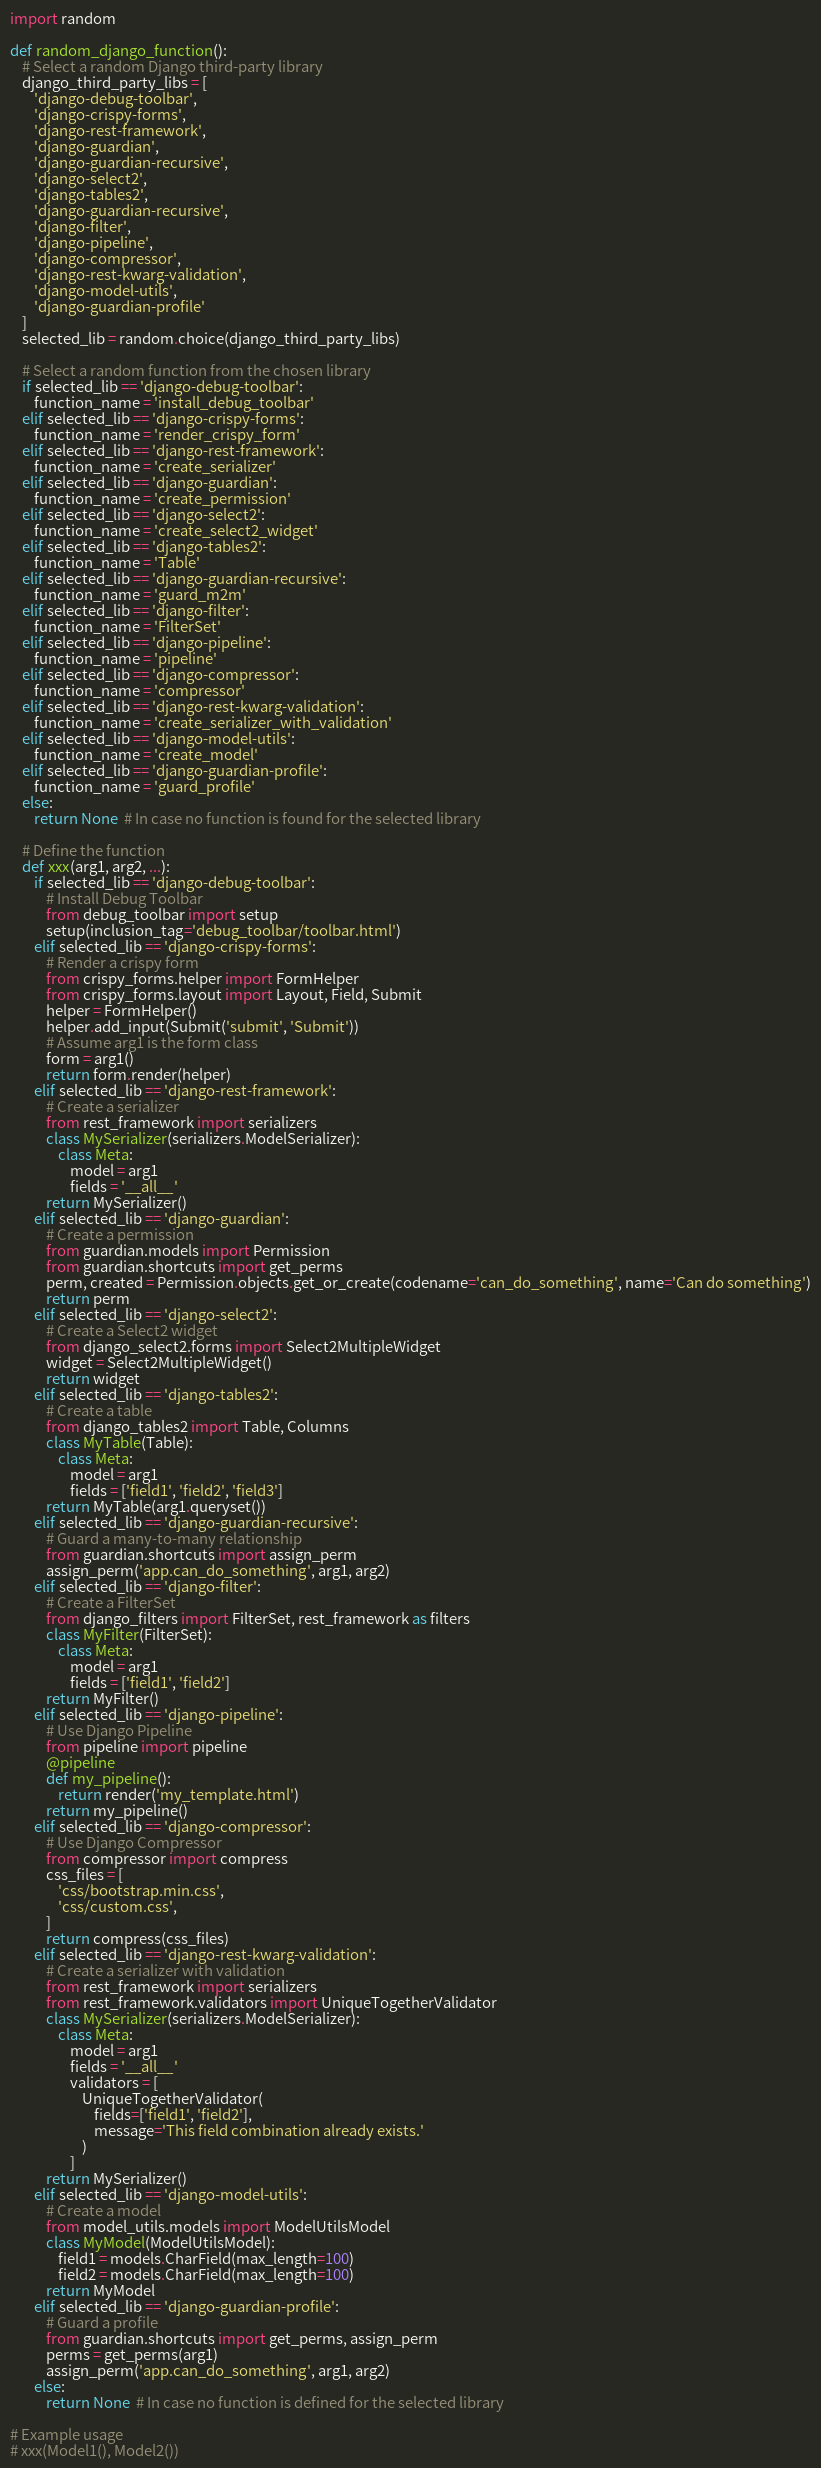 import random

def random_django_function():
    # Select a random Django third-party library
    django_third_party_libs = [
        'django-debug-toolbar',
        'django-crispy-forms',
        'django-rest-framework',
        'django-guardian',
        'django-guardian-recursive',
        'django-select2',
        'django-tables2',
        'django-guardian-recursive',
        'django-filter',
        'django-pipeline',
        'django-compressor',
        'django-rest-kwarg-validation',
        'django-model-utils',
        'django-guardian-profile'
    ]
    selected_lib = random.choice(django_third_party_libs)

    # Select a random function from the chosen library
    if selected_lib == 'django-debug-toolbar':
        function_name = 'install_debug_toolbar'
    elif selected_lib == 'django-crispy-forms':
        function_name = 'render_crispy_form'
    elif selected_lib == 'django-rest-framework':
        function_name = 'create_serializer'
    elif selected_lib == 'django-guardian':
        function_name = 'create_permission'
    elif selected_lib == 'django-select2':
        function_name = 'create_select2_widget'
    elif selected_lib == 'django-tables2':
        function_name = 'Table'
    elif selected_lib == 'django-guardian-recursive':
        function_name = 'guard_m2m'
    elif selected_lib == 'django-filter':
        function_name = 'FilterSet'
    elif selected_lib == 'django-pipeline':
        function_name = 'pipeline'
    elif selected_lib == 'django-compressor':
        function_name = 'compressor'
    elif selected_lib == 'django-rest-kwarg-validation':
        function_name = 'create_serializer_with_validation'
    elif selected_lib == 'django-model-utils':
        function_name = 'create_model'
    elif selected_lib == 'django-guardian-profile':
        function_name = 'guard_profile'
    else:
        return None  # In case no function is found for the selected library

    # Define the function
    def xxx(arg1, arg2, ...):
        if selected_lib == 'django-debug-toolbar':
            # Install Debug Toolbar
            from debug_toolbar import setup
            setup(inclusion_tag='debug_toolbar/toolbar.html')
        elif selected_lib == 'django-crispy-forms':
            # Render a crispy form
            from crispy_forms.helper import FormHelper
            from crispy_forms.layout import Layout, Field, Submit
            helper = FormHelper()
            helper.add_input(Submit('submit', 'Submit'))
            # Assume arg1 is the form class
            form = arg1()
            return form.render(helper)
        elif selected_lib == 'django-rest-framework':
            # Create a serializer
            from rest_framework import serializers
            class MySerializer(serializers.ModelSerializer):
                class Meta:
                    model = arg1
                    fields = '__all__'
            return MySerializer()
        elif selected_lib == 'django-guardian':
            # Create a permission
            from guardian.models import Permission
            from guardian.shortcuts import get_perms
            perm, created = Permission.objects.get_or_create(codename='can_do_something', name='Can do something')
            return perm
        elif selected_lib == 'django-select2':
            # Create a Select2 widget
            from django_select2.forms import Select2MultipleWidget
            widget = Select2MultipleWidget()
            return widget
        elif selected_lib == 'django-tables2':
            # Create a table
            from django_tables2 import Table, Columns
            class MyTable(Table):
                class Meta:
                    model = arg1
                    fields = ['field1', 'field2', 'field3']
            return MyTable(arg1.queryset())
        elif selected_lib == 'django-guardian-recursive':
            # Guard a many-to-many relationship
            from guardian.shortcuts import assign_perm
            assign_perm('app.can_do_something', arg1, arg2)
        elif selected_lib == 'django-filter':
            # Create a FilterSet
            from django_filters import FilterSet, rest_framework as filters
            class MyFilter(FilterSet):
                class Meta:
                    model = arg1
                    fields = ['field1', 'field2']
            return MyFilter()
        elif selected_lib == 'django-pipeline':
            # Use Django Pipeline
            from pipeline import pipeline
            @pipeline
            def my_pipeline():
                return render('my_template.html')
            return my_pipeline()
        elif selected_lib == 'django-compressor':
            # Use Django Compressor
            from compressor import compress
            css_files = [
                'css/bootstrap.min.css',
                'css/custom.css',
            ]
            return compress(css_files)
        elif selected_lib == 'django-rest-kwarg-validation':
            # Create a serializer with validation
            from rest_framework import serializers
            from rest_framework.validators import UniqueTogetherValidator
            class MySerializer(serializers.ModelSerializer):
                class Meta:
                    model = arg1
                    fields = '__all__'
                    validators = [
                        UniqueTogetherValidator(
                            fields=['field1', 'field2'],
                            message='This field combination already exists.'
                        )
                    ]
            return MySerializer()
        elif selected_lib == 'django-model-utils':
            # Create a model
            from model_utils.models import ModelUtilsModel
            class MyModel(ModelUtilsModel):
                field1 = models.CharField(max_length=100)
                field2 = models.CharField(max_length=100)
            return MyModel
        elif selected_lib == 'django-guardian-profile':
            # Guard a profile
            from guardian.shortcuts import get_perms, assign_perm
            perms = get_perms(arg1)
            assign_perm('app.can_do_something', arg1, arg2)
        else:
            return None  # In case no function is defined for the selected library

# Example usage
# xxx(Model1(), Model2())